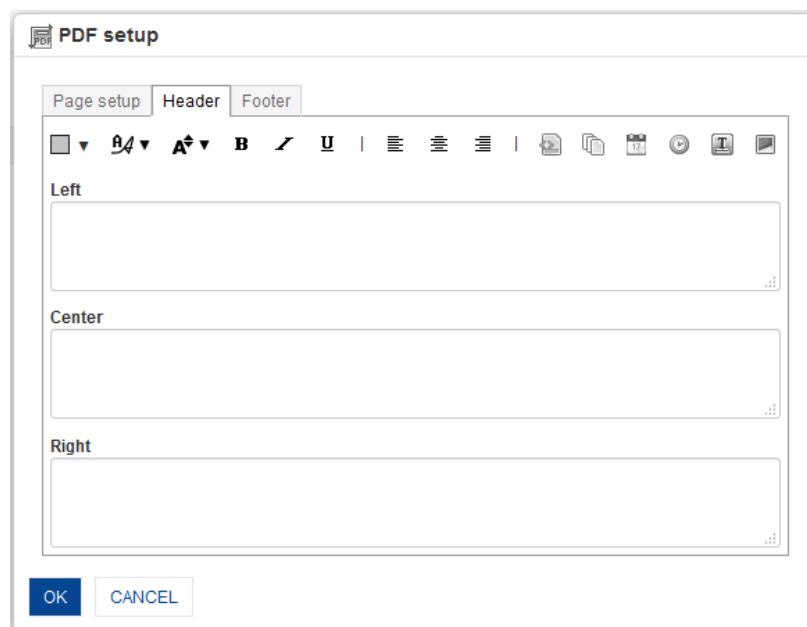 PDF setup
Page setup Header Footer
B I U
Left
Center
Right
OK CANCEL